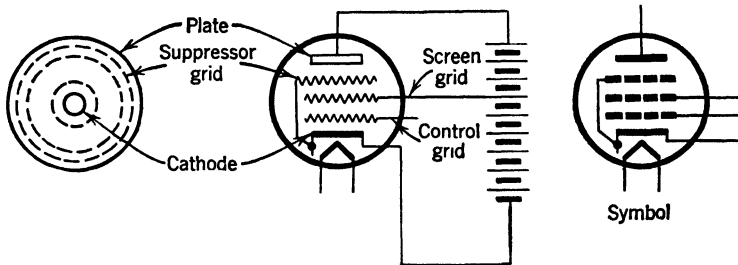 Plate
Suppressor
grid
Cathode
Screen
grid
Control
grid
Symbol